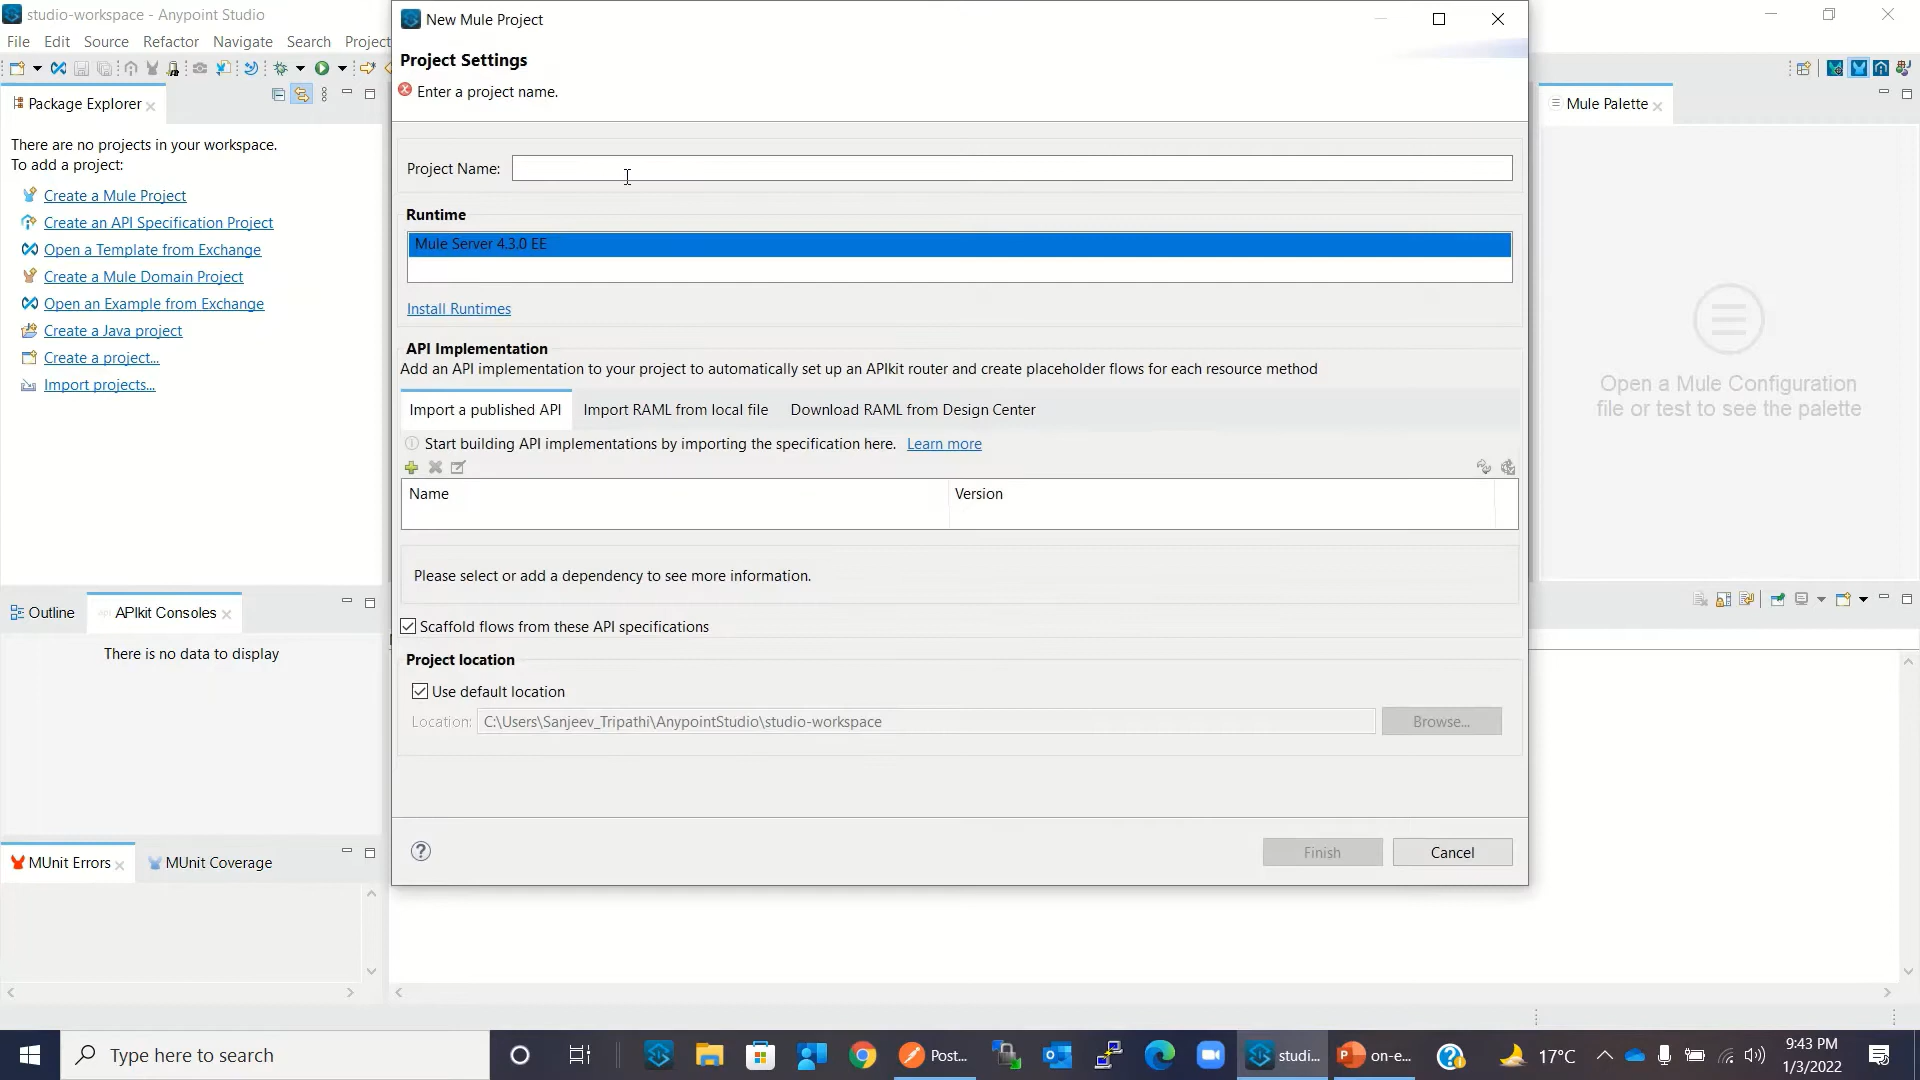 studio-workspace - Anypoint Studio
File Edit Source Refactor Navigate Search Project
Package Explorer
There are no projects in your workspace.
To add a project:
Create a Mule Project
Create an API Specification Project
Open a Template from Exchange
Create a Mule Domain Project
Open an Example from Exchange
Create a Java project
Create a project...
Import projects...
Outline APIkit Consoles
There is no data to display
MUnit Errors MUnit Coverage
New Mule Project
Project Settings
Enter a project name.
Project Name:
Runtime
Mule Server 4.3.0 EE
Install Runtimes
API Implementation
Add an API implementation to your project to automatically set up an APIkit router and create placeholder flows for each resource method
Import a published API Import RAML from local file Download RAML from Design Center
Start building API implementations by importing the specification here. Learn more
Name Version
Please select or add a dependency to see more information.
Scaffold flows from these API specifications
Project location
Use default location
Location: C:\Users\Sanjeev_Tripathi\AnypointStudio\studio-workspace Browse...
Finish Cancel
Mule Palette
Open a Mule Configuration
file or test to see the palette
Type here to search
Post...
studi...
on-e...
17°C
9:43 PM
1/3/2022